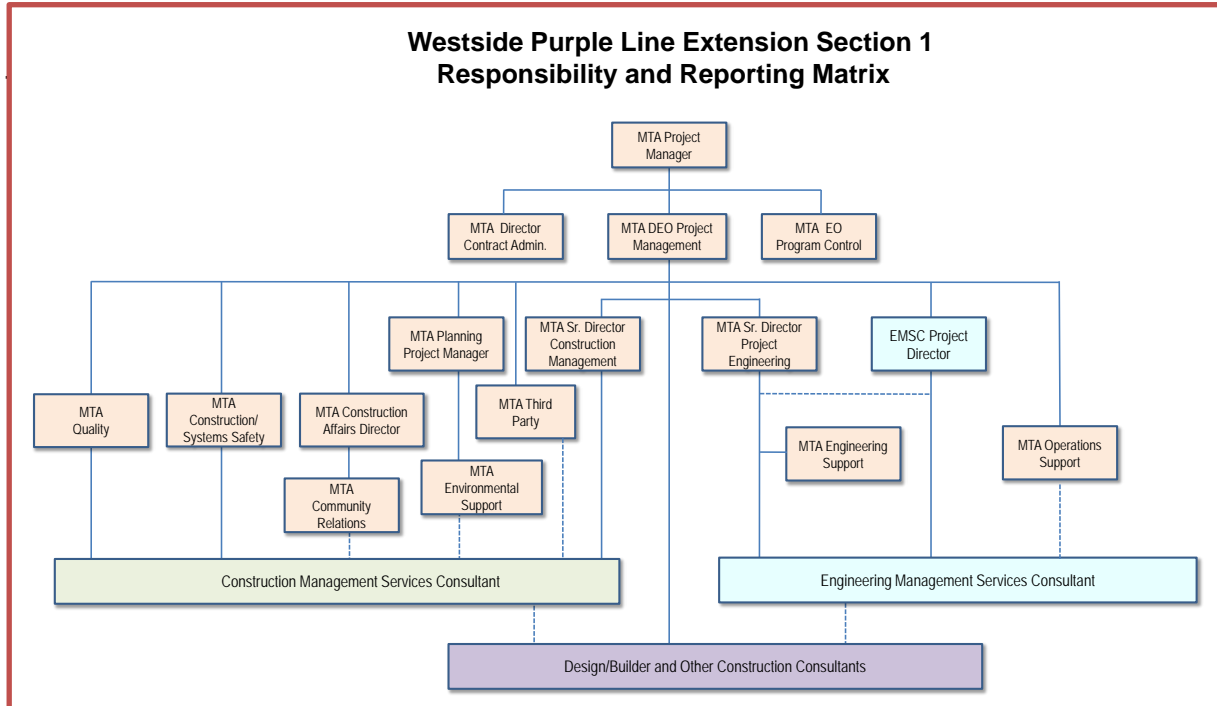 Westside Purple Line Extension Section 1
Responsibility and Reporting Matrix
MTA Project
Manager
MTA Director
Contract Admin.
MTA DEO Project
Management
MTA EO
Program Control
MTA Planning
Project Manager
MTA Sr. Director
Construction
Management
MTA Sr. Director
Project
Engineering
EMSC Project
Director
MTA
Quality
MTA
Construction/
Systems Safety
MTA Construction
Affairs Director
MTA Third
Party
MTA Engineering
Support
MTA Operations
Support
MTA
Community
Relations
MTA
Environmental
Support
Construction Management Services Consultant
Engineering Management Services Consultant
Design/Builder and Other Construction Consultants